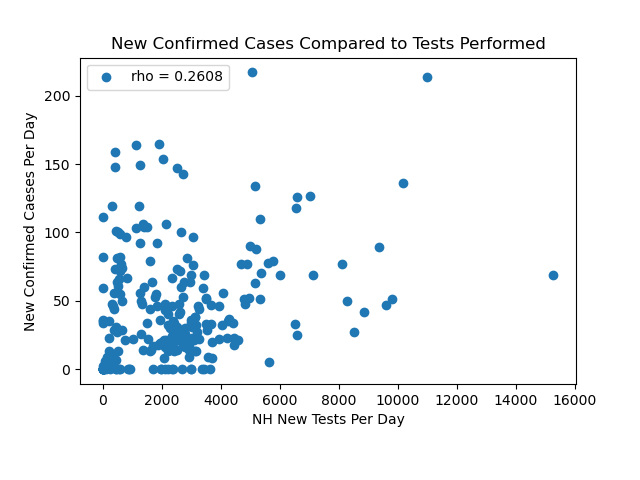 New Confirmed Cases Compared to Tests Performed
rho = 0.2608
New Confirmed Caeses Per Day
200
150
100
50
0
0 2000 4000 6000 8000 10000 12000 14000 16000
NH New Tests Per Day